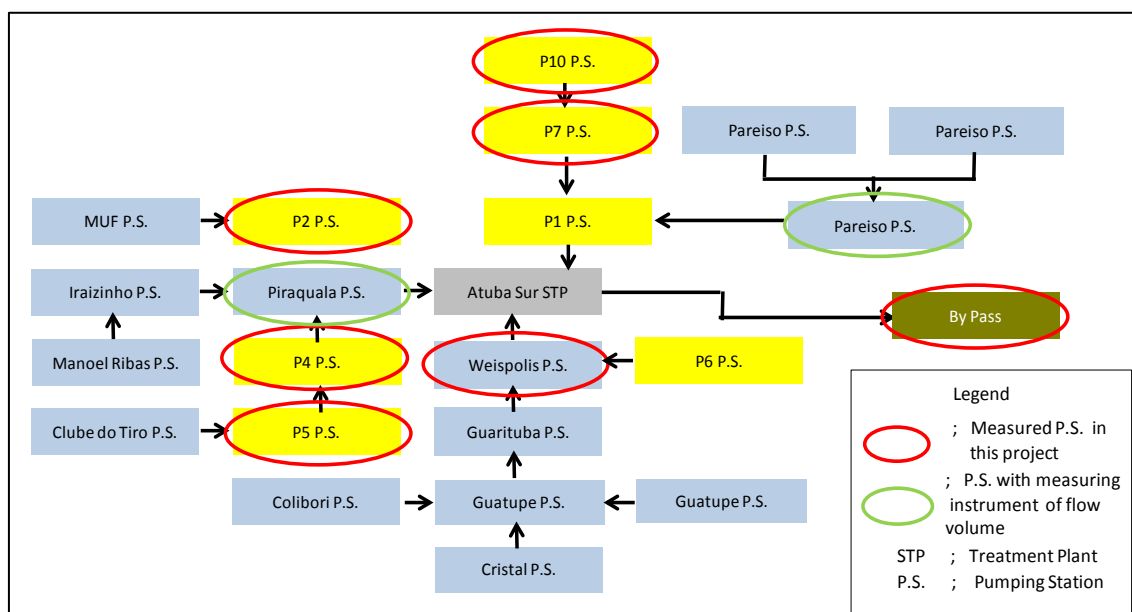 P10 P.S.
P7 P.S.
Pareiso P.S.
Pareiso P.S.
MUF P.S.
P2 P.S.
P1 P.S.
Pareiso P.S.
Iraizinho P.S.
Piraquala P.S.
Atuba Sur STP
By Pass
Manoel Ribas P.S.
P4 P.S.
Weispolis P.S.
P6 P.S.
Clube do Tiro P.S.
P5 P.S.
Guarituba P.S.
Colibori P.S.
Guatupe P.S.
Guatupe P.S.
Cristal P.S.
Legend
; Measured P.S. in
this project
; P.S. with measuring
instrument of flow
volume
STP ; Treatment Plant
P.S. ; Pumping Station